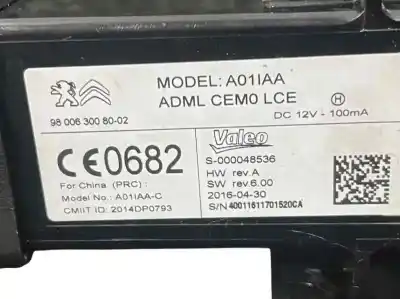 MODEL: A01IAA
ADML CEM0 LCE
H
98 006 300 80-02
DC 12V - 100mA
CE0682
Valeo
S-000048536
For China (PRC):
HW rev.A
Model No.: A01IAA-C
SW rev.6.00
CMIIT ID: 2014DP0793
2016-04-30
S/N 40011611701520CA